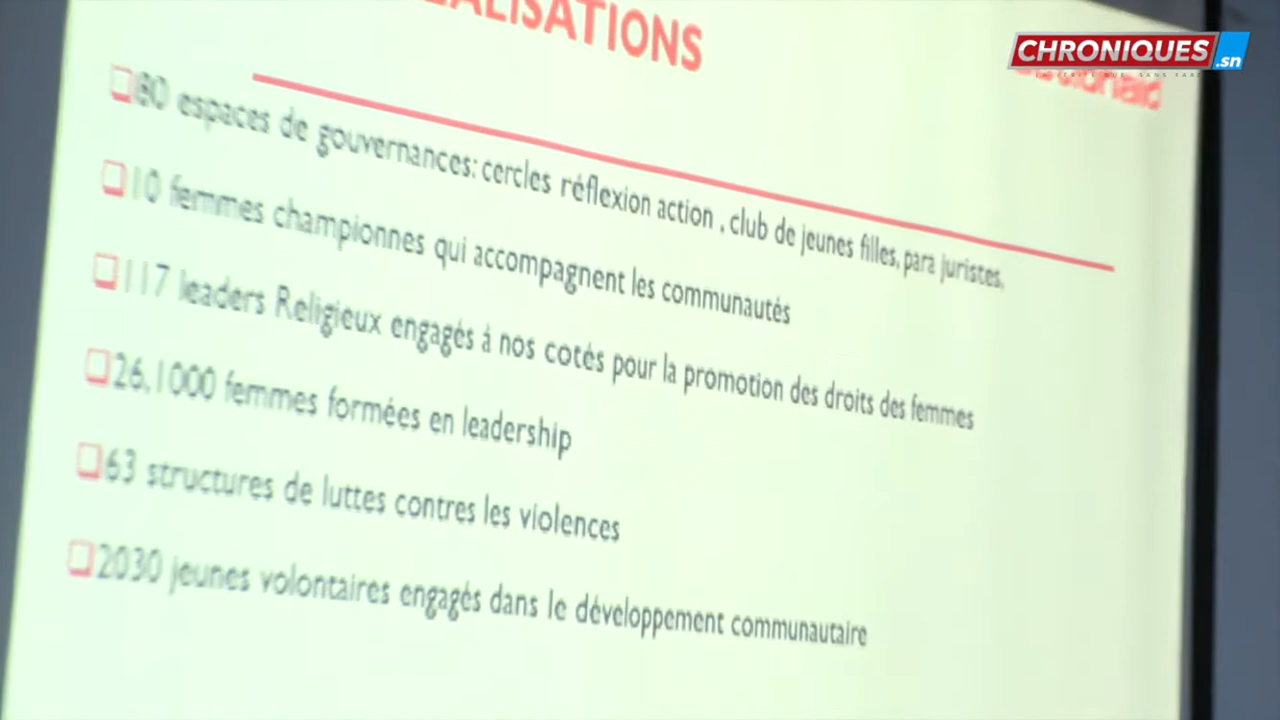 ALISATIONS
CHRONIQUES.sn
80 espaces de gouvernances: cercles réflexion action , club de jeunes filles, para juristes,
10 femmes championnes qui accompagnent les communautés
117 leaders Religieux engagés á nos cotés pour la promotion des droits des femmes
26,1000 femmes formées en leadership
63 structures de luttes contres les violences
2030 jeunes volontaires engagés dans le développement communautaire